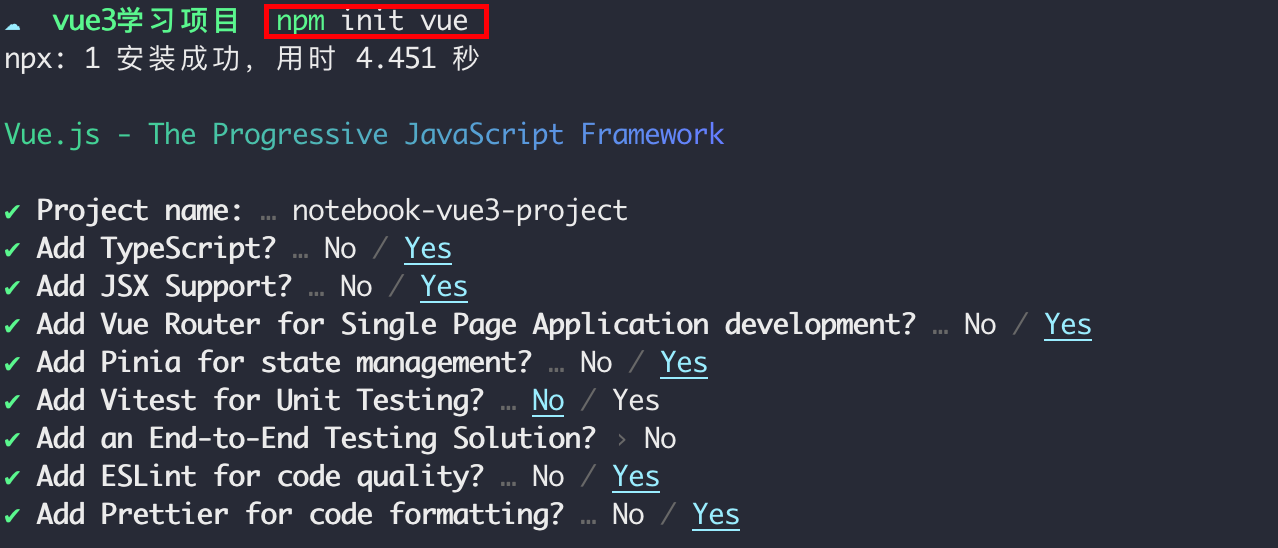 vue3学习项目 npm init vue
npx: 1 安装成功，用时 4.451 秒
Vue.js - The Progressive JavaScript Framework
✔ Project name: … notebook-vue3-project
✔ Add TypeScript? … No / Yes
✔ Add JSX Support? … No / Yes
✔ Add Vue Router for Single Page Application development? … No / Yes
✔ Add Pinia for state management? … No / Yes
✔ Add Vitest for Unit Testing? … No / Yes
✔ Add an End-to-End Testing Solution? › No
✔ Add ESLint for code quality? … No / Yes
✔ Add Prettier for code formatting? … No / Yes